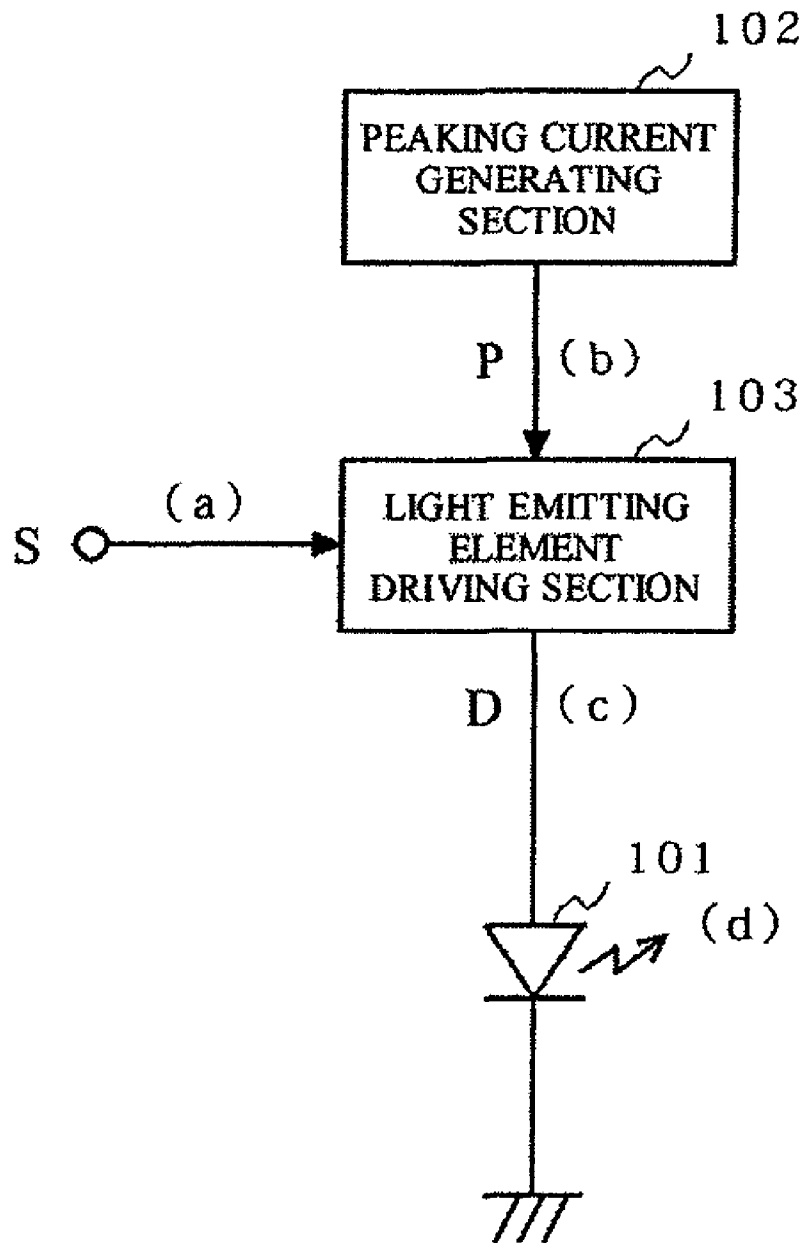 102
PEAKING CURRENT
GENERATING
SECTION
P (b)
103
(a)
S
LIGHT EMITTING
ELEMENT
DRIVING SECTION
D (c)
101
(d)